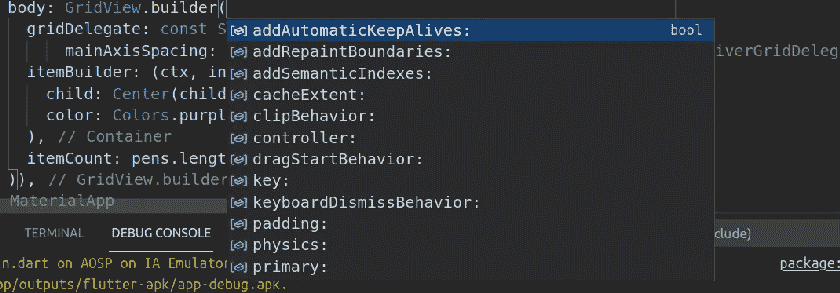 body: GridView.builder(
addAutomaticKeepAlives: bool
gridDelegate: const S
addRepaintBoundaries: iverGridDeleg
mainAxisSpacing:
addSemanticIndexes:
itemBuilder: (ctx, in
cacheExtent:
child: Center(child
clipBehavior:
color: Colors.purpl
controller:
), // Container
dragStartBehavior:
itemCount: pens.lengt
key:
)), // GridView.builder
keyboardDismissBehavior:
MaterialApp
padding:
TERMINAL DEBUG CONSOLE
physics: clude)
n.dart on AOSP on IA Emulator
primary: package:
pp/outputs/flutter-apk/app-debug.apk.